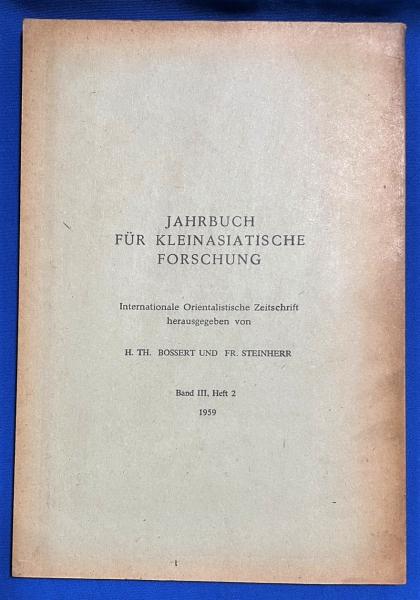 JAHRBUCH
FÜR KLEINASIATISCHE
FORSCHUNG
Internationale Orientalistische Zeitschrift
herausgegeben von
H. TH. BOSSERT UND FR. STEINHERR
Band III, Heft 2
1959